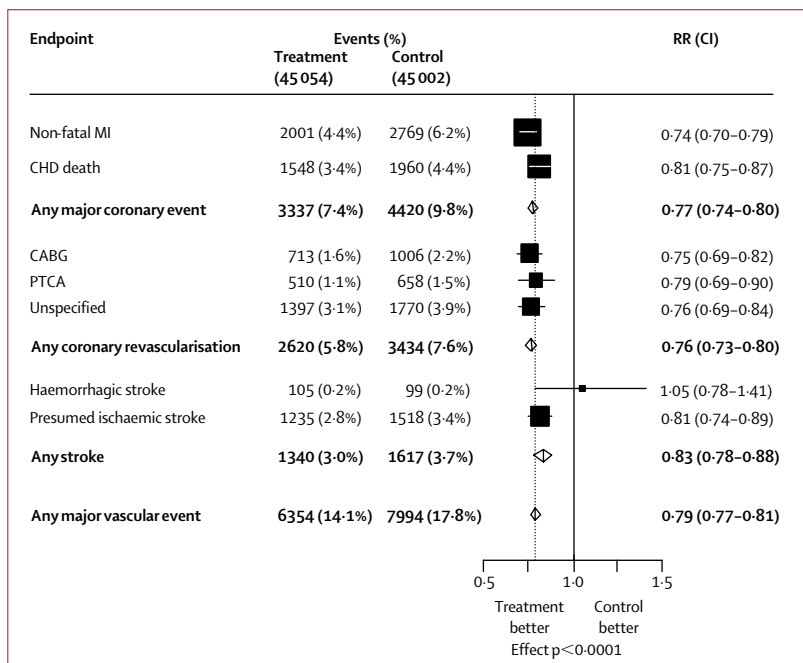 Endpoint Events (%) RR (CI)
Treatment Control
(45 054) (45 002)
Non-fatal MI 2001 (4·4%) 2769 (6·2%) 0·74 (0·70–0·79)
CHD death 1548 (3·4%) 1960 (4·4%) 0·81 (0·75–0·87)
Any major coronary event 3337 (7·4%) 4420 (9·8%) 0·77 (0·74–0·80)
CABG 713 (1·6%) 1006 (2·2%) 0·75 (0·69–0·82)
PTCA 510 (1·1%) 658 (1·5%) 0·79 (0·69–0·90)
Unspecified 1397 (3·1%) 1770 (3·9%) 0·76 (0·69–0·84)
Any coronary revascularisation 2620 (5·8%) 3434 (7·6%) 0·76 (0·73–0·80)
Haemorrhagic stroke 105 (0·2%) 99 (0·2%) 1·05 (0·78–1·41)
Presumed ischaemic stroke 1235 (2·8%) 1518 (3·4%) 0·81 (0·74–0·89)
Any stroke 1340 (3·0%) 1617 (3·7%) 0·83 (0·78–0·88)
Any major vascular event 6354 (14·1%) 7994 (17·8%) 0·79 (0·77–0·81)
0·5 1·0 1·5
Treatment Control
better better
Effect p<0·0001